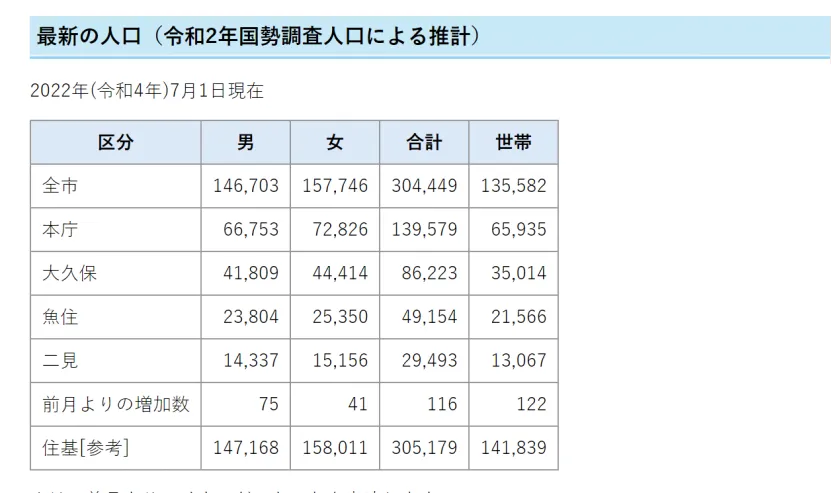 最新の人口（令和2年国勢調査人口による推計）
2022年(令和4年)7月1日現在
区分 男 女 合計 世帯
全市 146,703 157,746 304,449 135,582
本庁 66,753 72,826 139,579 65,935
大久保 41,809 44,414 86,223 35,014
魚住 23,804 25,350 49,154 21,566
二見 14,337 15,156 29,493 13,067
前月よりの増加数 75 41 116 122
住基[参考] 147,168 158,011 305,179 141,839